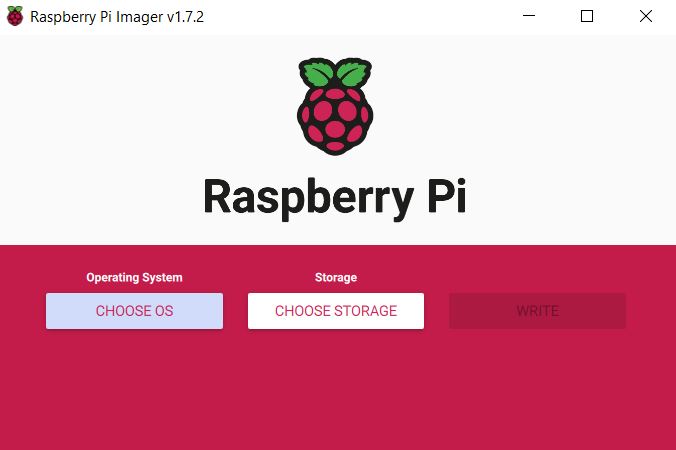 Raspberry Pi Imager v1.7.2
Raspberry Pi
Operating System
Storage
CHOOSE OS
CHOOSE STORAGE
WRITE